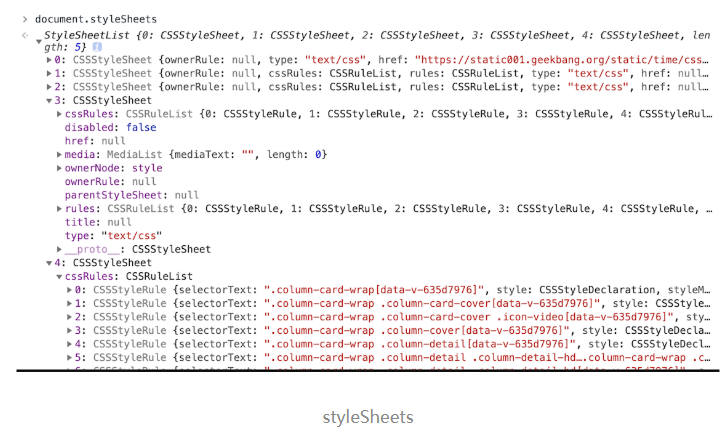 > document.styleSheets
StyleSheetList {0: CSSStyleSheet, 1: CSSStyleSheet, 2: CSSStyleSheet, 3: CSSStyleSheet, 4: CSSStyleSheet, len
gth: 5} i
0: CSSStyleSheet {ownerRule: null, type: "text/css", href: "https://static001.geekbang.org/static/time/css…
1: CSSStyleSheet {ownerRule: null, cssRules: CSSRuleList, rules: CSSRuleList, type: "text/css", href: null…
2: CSSStyleSheet {ownerRule: null, cssRules: CSSRuleList, rules: CSSRuleList, type: "text/css", href: null…
3: CSSStyleSheet
cssRules: CSSRuleList {0: CSSStyleRule, 1: CSSStyleRule, 2: CSSStyleRule, 3: CSSStyleRule, 4: CSSStyleRul…
disabled: false
href: null
media: MediaList {mediaText: "", length: 0}
ownerNode: style
ownerRule: null
parentStyleSheet: null
rules: CSSRuleList {0: CSSStyleRule, 1: CSSStyleRule, 2: CSSStyleRule, 3: CSSStyleRule, 4: CSSStyleRule, …
title: null
type: "text/css"
__proto__: CSSStyleSheet
4: CSSStyleSheet
cssRules: CSSRuleList
0: CSSStyleRule {selectorText: ".column-card-wrap[data-v-635d7976]", style: CSSStyleDeclaration, styleM…
1: CSSStyleRule {selectorText: ".column-card-wrap .column-card-cover[data-v-635d7976]", style: CSSStyle…
2: CSSStyleRule {selectorText: ".column-card-wrap .column-card-cover .icon-video[data-v-635d7976]", sty…
3: CSSStyleRule {selectorText: ".column-card-wrap .column-cover[data-v-635d7976]", style: CSSStyleDecla…
4: CSSStyleRule {selectorText: ".column-card-wrap .column-detail[data-v-635d7976]", style: CSSStyleDecl…
5: CSSStyleRule {selectorText: ".column-card-wrap .column-detail .column-detail-hd….column-card-wrap .c…
styleSheets